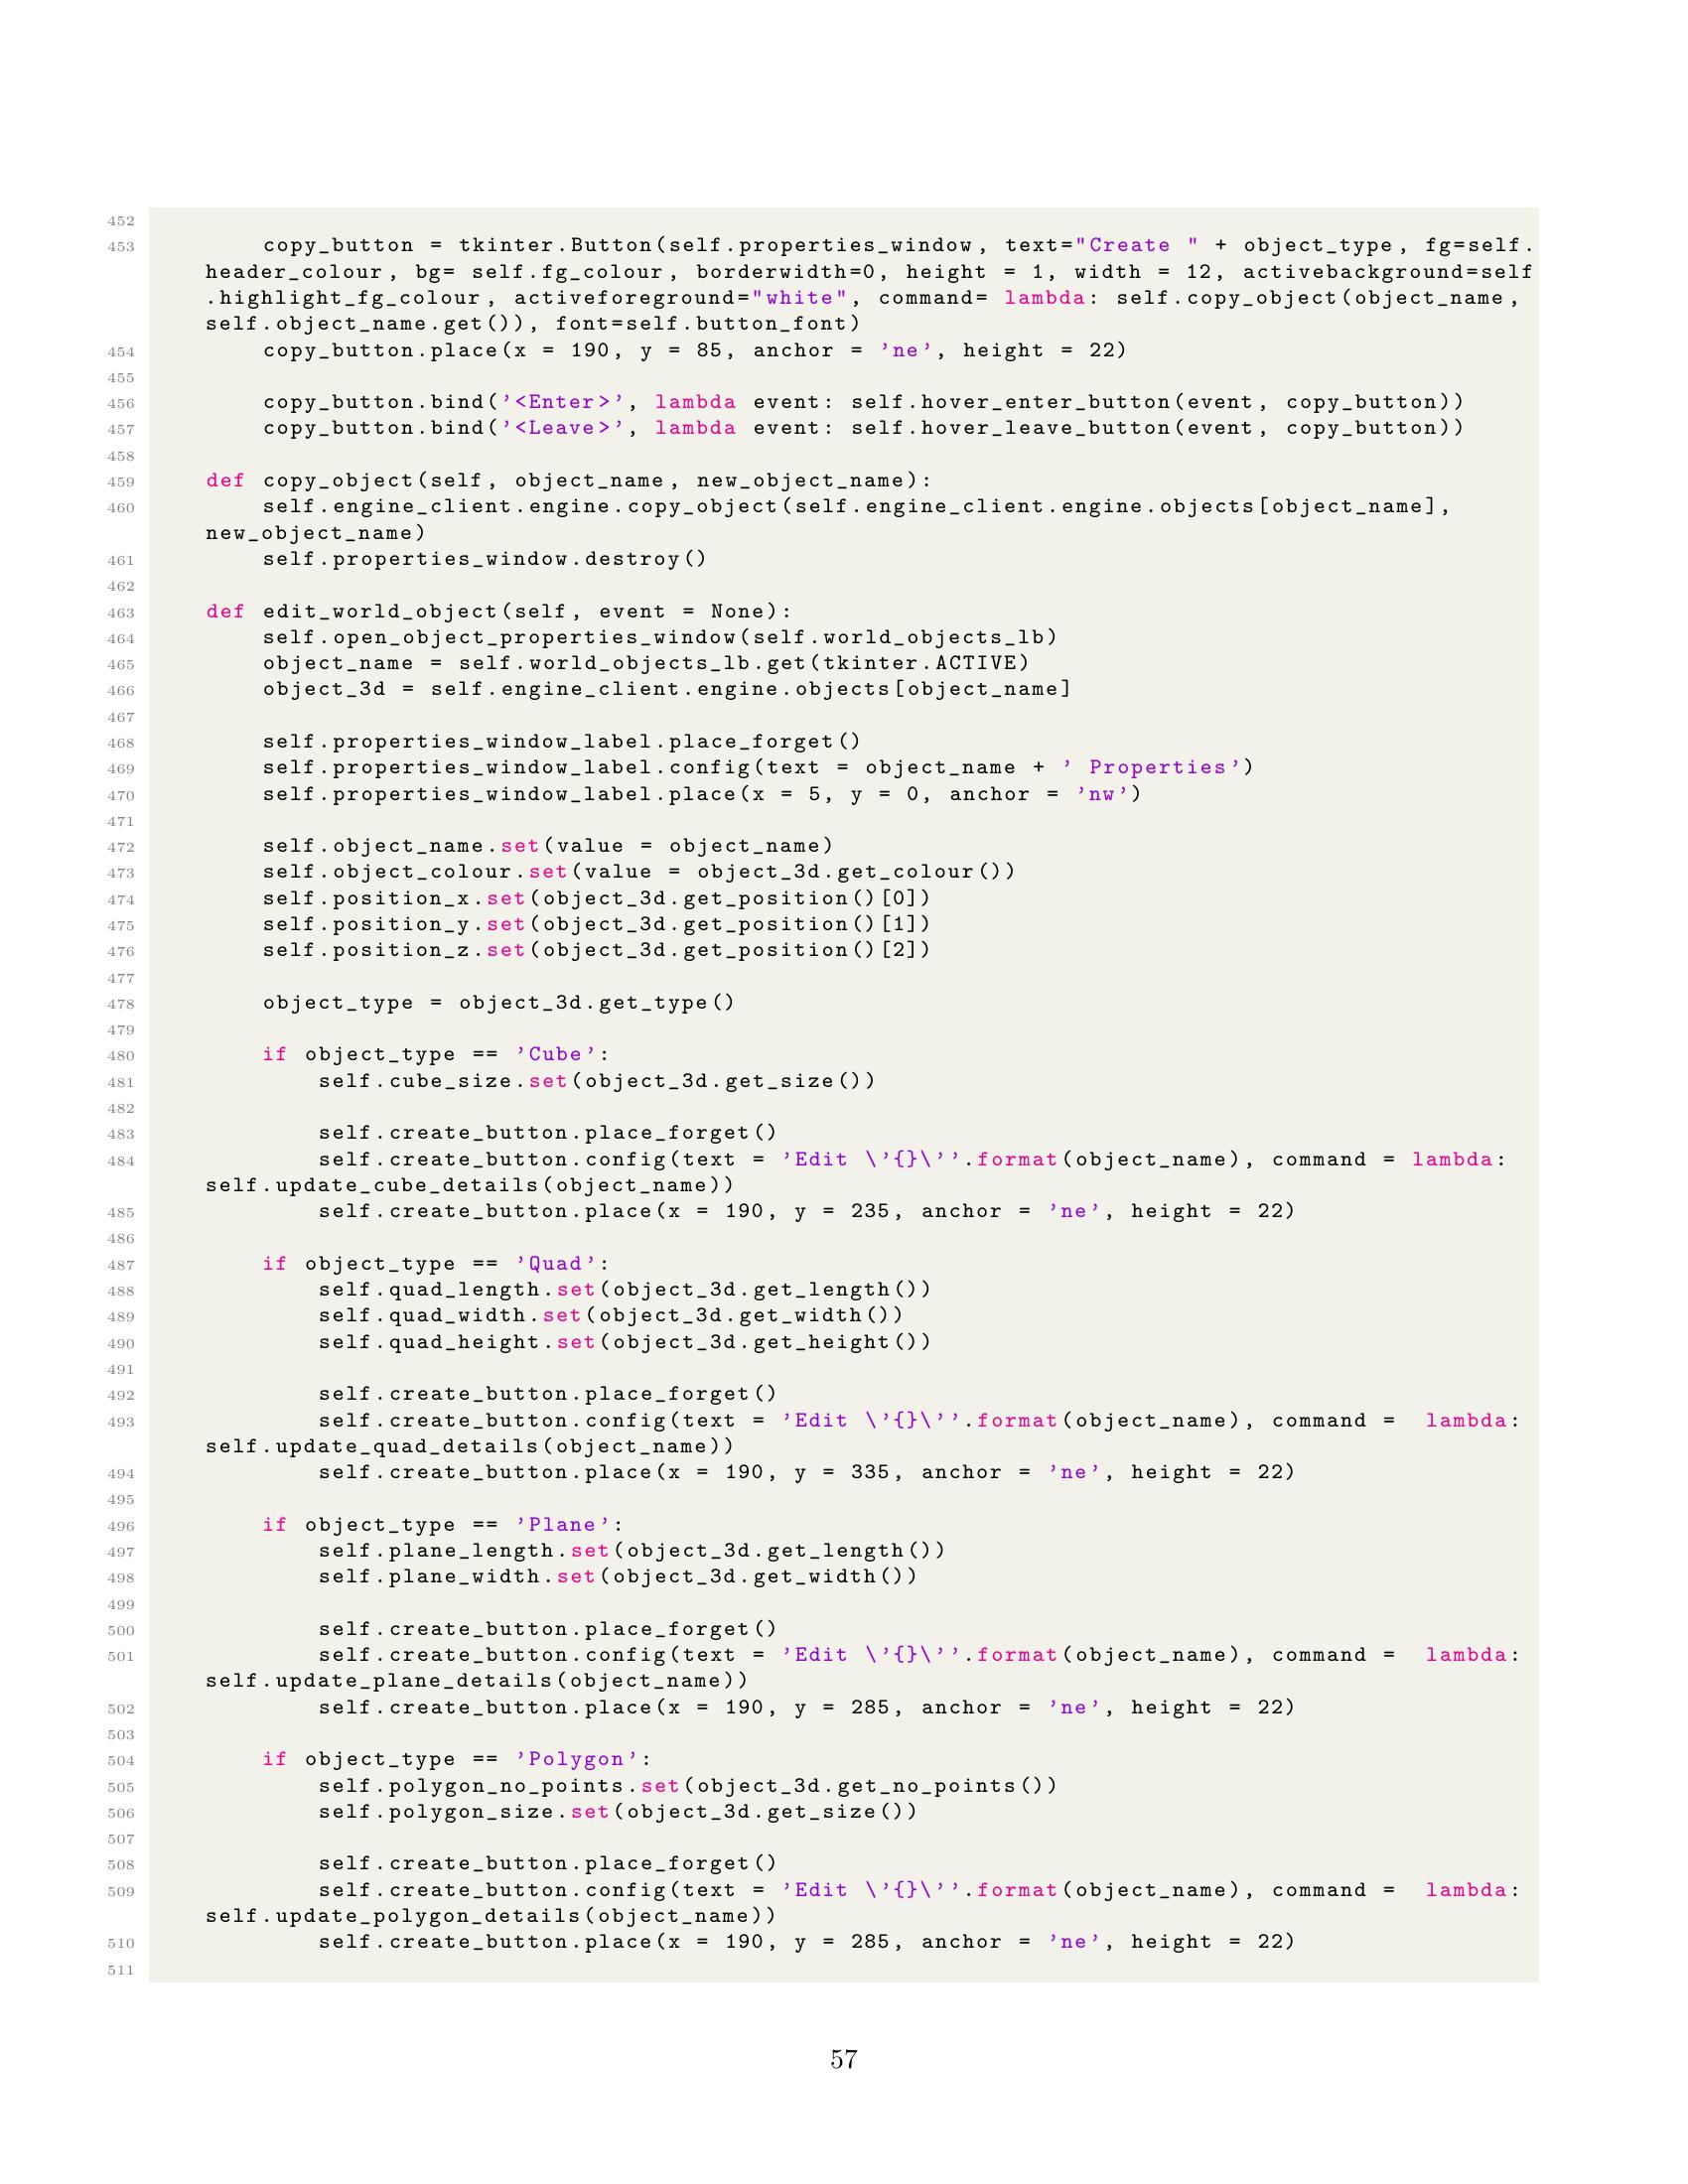 452
453         copy_button = tkinter.Button(self.properties_window, text="Create " + object_type, fg=self.
header_colour, bg= self.fg_colour, borderwidth=0, height = 1, width = 12, activebackground=self
.highlight_fg_colour, activeforeground="white", command= lambda: self.copy_object(object_name,
self.object_name.get()), font=self.button_font)
454         copy_button.place(x = 190, y = 85, anchor = 'ne', height = 22)
455
456         copy_button.bind('<Enter>', lambda event: self.hover_enter_button(event, copy_button))
457         copy_button.bind('<Leave>', lambda event: self.hover_leave_button(event, copy_button))
458
459     def copy_object(self, object_name, new_object_name):
460         self.engine_client.engine.copy_object(self.engine_client.engine.objects[object_name],
new_object_name)
461         self.properties_window.destroy()
462
463     def edit_world_object(self, event = None):
464         self.open_object_properties_window(self.world_objects_lb)
465         object_name = self.world_objects_lb.get(tkinter.ACTIVE)
466         object_3d = self.engine_client.engine.objects[object_name]
467
468         self.properties_window_label.place_forget()
469         self.properties_window_label.config(text = object_name + ' Properties')
470         self.properties_window_label.place(x = 5, y = 0, anchor = 'nw')
471
472         self.object_name.set(value = object_name)
473         self.object_colour.set(value = object_3d.get_colour())
474         self.position_x.set(object_3d.get_position()[0])
475         self.position_y.set(object_3d.get_position()[1])
476         self.position_z.set(object_3d.get_position()[2])
477
478         object_type = object_3d.get_type()
479
480         if object_type == 'Cube':
481             self.cube_size.set(object_3d.get_size())
482
483             self.create_button.place_forget()
484             self.create_button.config(text = 'Edit \'{}\''.format(object_name), command = lambda:
self.update_cube_details(object_name))
485             self.create_button.place(x = 190, y = 235, anchor = 'ne', height = 22)
486
487         if object_type == 'Quad':
488             self.quad_length.set(object_3d.get_length())
489             self.quad_width.set(object_3d.get_width())
490             self.quad_height.set(object_3d.get_height())
491
492             self.create_button.place_forget()
493             self.create_button.config(text = 'Edit \'{}\''.format(object_name), command =  lambda:
self.update_quad_details(object_name))
494             self.create_button.place(x = 190, y = 335, anchor = 'ne', height = 22)
495
496         if object_type == 'Plane':
497             self.plane_length.set(object_3d.get_length())
498             self.plane_width.set(object_3d.get_width())
499
500             self.create_button.place_forget()
501             self.create_button.config(text = 'Edit \'{}\''.format(object_name), command =  lambda:
self.update_plane_details(object_name))
502             self.create_button.place(x = 190, y = 285, anchor = 'ne', height = 22)
503
504         if object_type == 'Polygon':
505             self.polygon_no_points.set(object_3d.get_no_points())
506             self.polygon_size.set(object_3d.get_size())
507
508             self.create_button.place_forget()
509             self.create_button.config(text = 'Edit \'{}\''.format(object_name), command =  lambda:
self.update_polygon_details(object_name))
510             self.create_button.place(x = 190, y = 285, anchor = 'ne', height = 22)
511
57